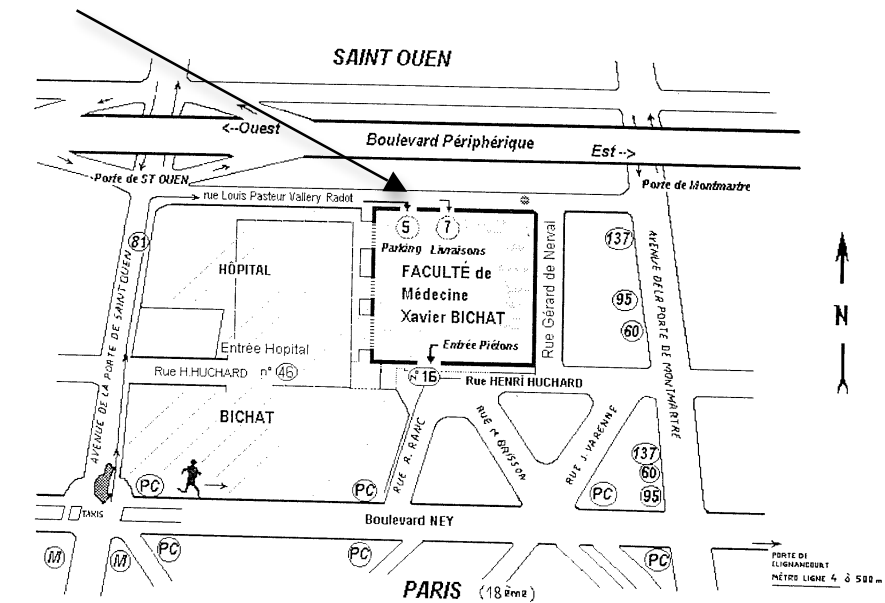 SAINT OUEN
<--Ouest
Boulevard Périphérique
Est-->
Porte de ST OUEN
Porte de Montmartre
rue Louis Pasteur Vallery Radot
5
7
Parking
Livraisons
81
137
HÔPITAL
FACULTÉ de
Médecine
Xavier BICHAT
Rue Gérard de Nerval
AVENUE DE LA PORTE DE SAINT OUEN
AVENUE DE LA PORTE DE MONTMARTRE
95
60
N
Entrée Hopital
Entrée Piétons
Rue H.HUCHARD n° 46
n° 16
Rue HENRI HUCHARD
BICHAT
RUE A. RANC
RUE H BRISSON
RUE J. VARENNE
137
60
95
PC
PC
PC
TAXIS
Boulevard NEY
M
M
PC
PC
PC
PORTE DE
CLIGNANCOURT
MÉTRO LIGNE 4 à 500 m
PARIS (18ème)